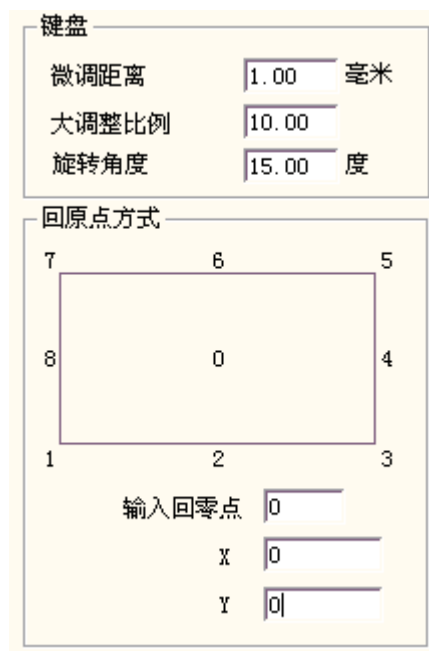 键盘
微调距离 1.00 毫米
大调整比例 10.00
旋转角度 15.00 度
回原点方式
7 6 5
8 0 4
1 2 3
输入回零点 0
X 0
Y 0